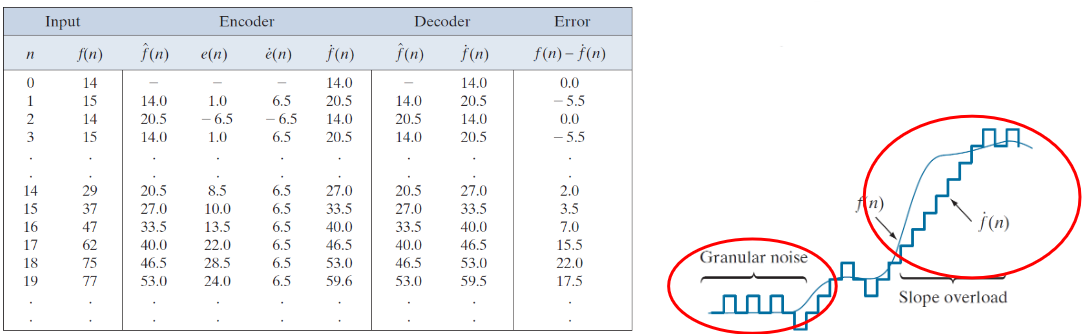 Input Encoder Decoder Error
n f(n) f̂(n) e(n) ė(n) ḟ(n) f̂(n) ḟ(n) f(n) – ḟ(n)
0 14 – – – 14.0 – 14.0 0.0
1 15 14.0 1.0 6.5 20.5 14.0 20.5 – 5.5
2 14 20.5 – 6.5 – 6.5 14.0 20.5 14.0 0.0
3 15 14.0 1.0 6.5 20.5 14.0 20.5 – 5.5
. . . . . . . . .
. . . . . . . . .
14 29 20.5 8.5 6.5 27.0 20.5 27.0 2.0
15 37 27.0 10.0 6.5 33.5 27.0 33.5 3.5
16 47 33.5 13.5 6.5 40.0 33.5 40.0 7.0
17 62 40.0 22.0 6.5 46.5 40.0 46.5 15.5
18 75 46.5 28.5 6.5 53.0 46.5 53.0 22.0
19 77 53.0 24.0 6.5 59.6 53.0 59.5 17.5
. . . . . . . . .
. . . . . . . . .
f(n)
ḟ(n)
Granular noise
Slope overload